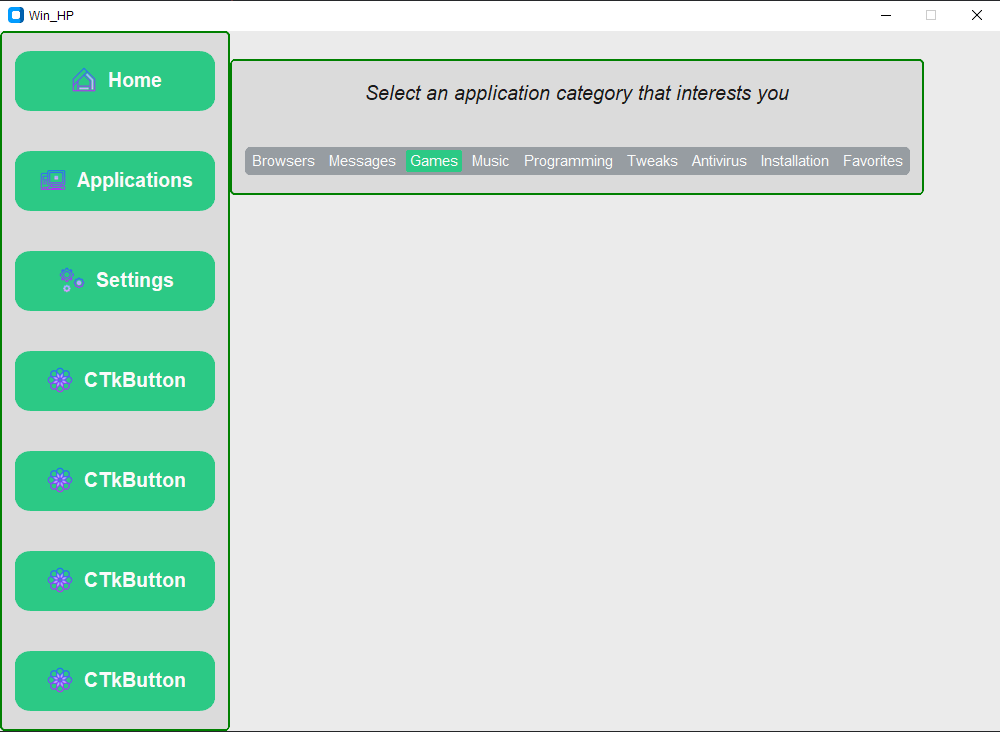 Win_HP
Home
Applications
Settings
CTkButton
CTkButton
CTkButton
CTkButton
Select an application category that interests you
Browsers Messages Games Music Programming Tweaks Antivirus Installation Favorites